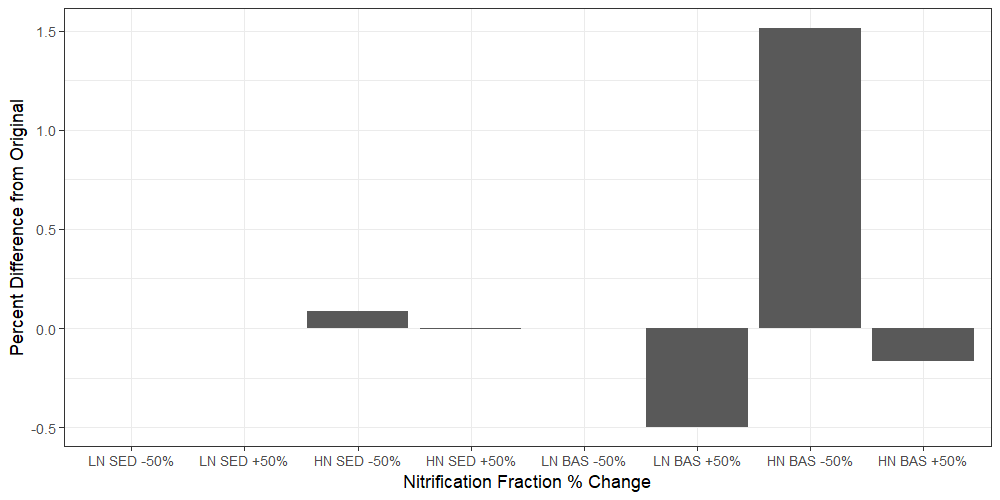 Percent Difference from Original
1.5
1.0
0.5
0.0
-0.5
LN SED -50% LN SED +50% HN SED -50% HN SED +50% LN BAS -50% LN BAS +50% HN BAS -50% HN BAS +50%
Nitrification Fraction % Change